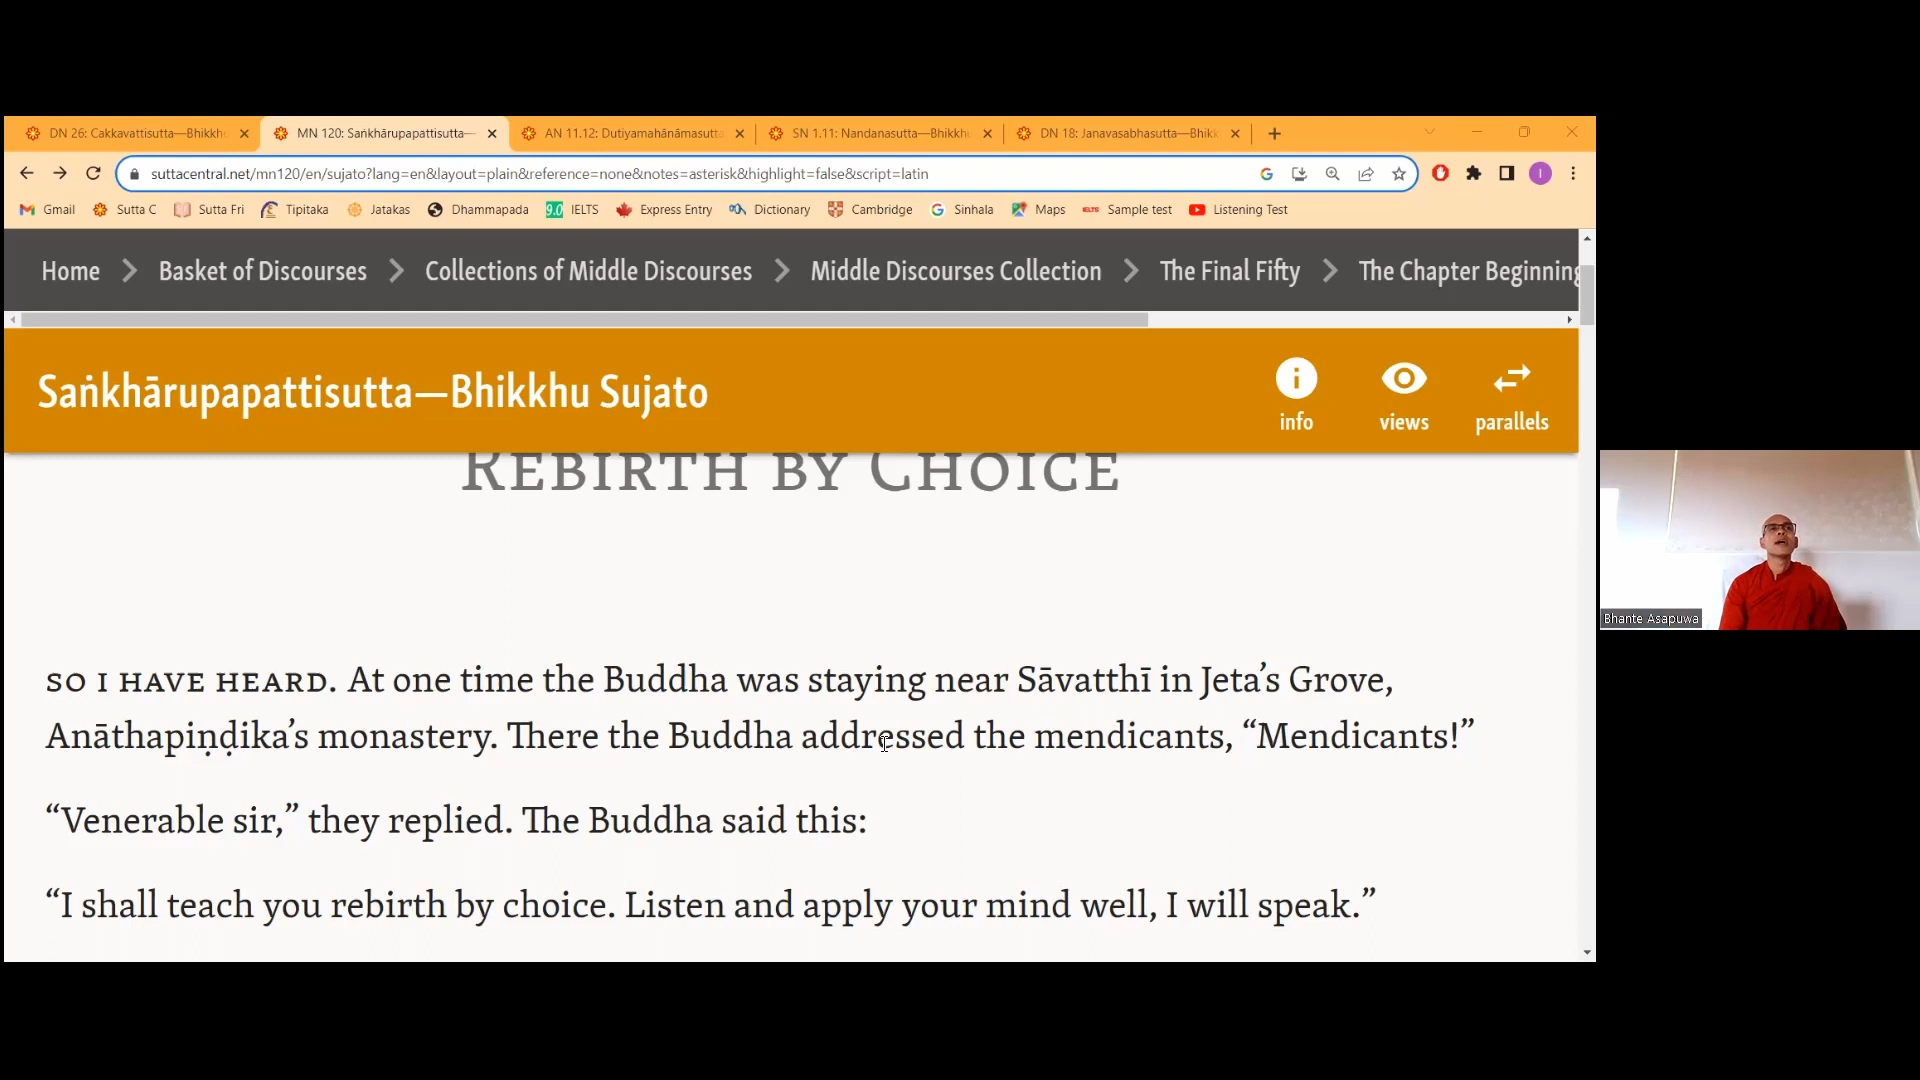 DN 26: Cakkavattisutta—Bhikkhu
MN 120: Saṅkhārupapattisutta—
AN 11.12: Dutiyamahānāmasutta
SN 1.11: Nandanasutta—Bhikkhu
DN 18: Janavasabhasutta—Bhikk
suttacentral.net/mn120/en/sujato?lang=en&layout=plain&reference=none&notes=asterisk&highlight=false&script=latin
I
Gmail Sutta C Sutta Fri Tipitaka Jatakas Dhammapada 9.0 IELTS Express Entry Dictionary Cambridge Sinhala Maps Sample test Listening Test
Home > Basket of Discourses > Collections of Middle Discourses > Middle Discourses Collection > The Final Fifty > The Chapter Beginning
Saṅkhārupapattisutta—Bhikkhu Sujato
info views parallels
Rebirth by Choice
So I have heard. At one time the Buddha was staying near Sāvatthī in Jeta’s Grove,
Anāthapiṇḍika’s monastery. There the Buddha addressed the mendicants, “Mendicants!”
“Venerable sir,” they replied. The Buddha said this:
“I shall teach you rebirth by choice. Listen and apply your mind well, I will speak.”
Bhante Asapuwa